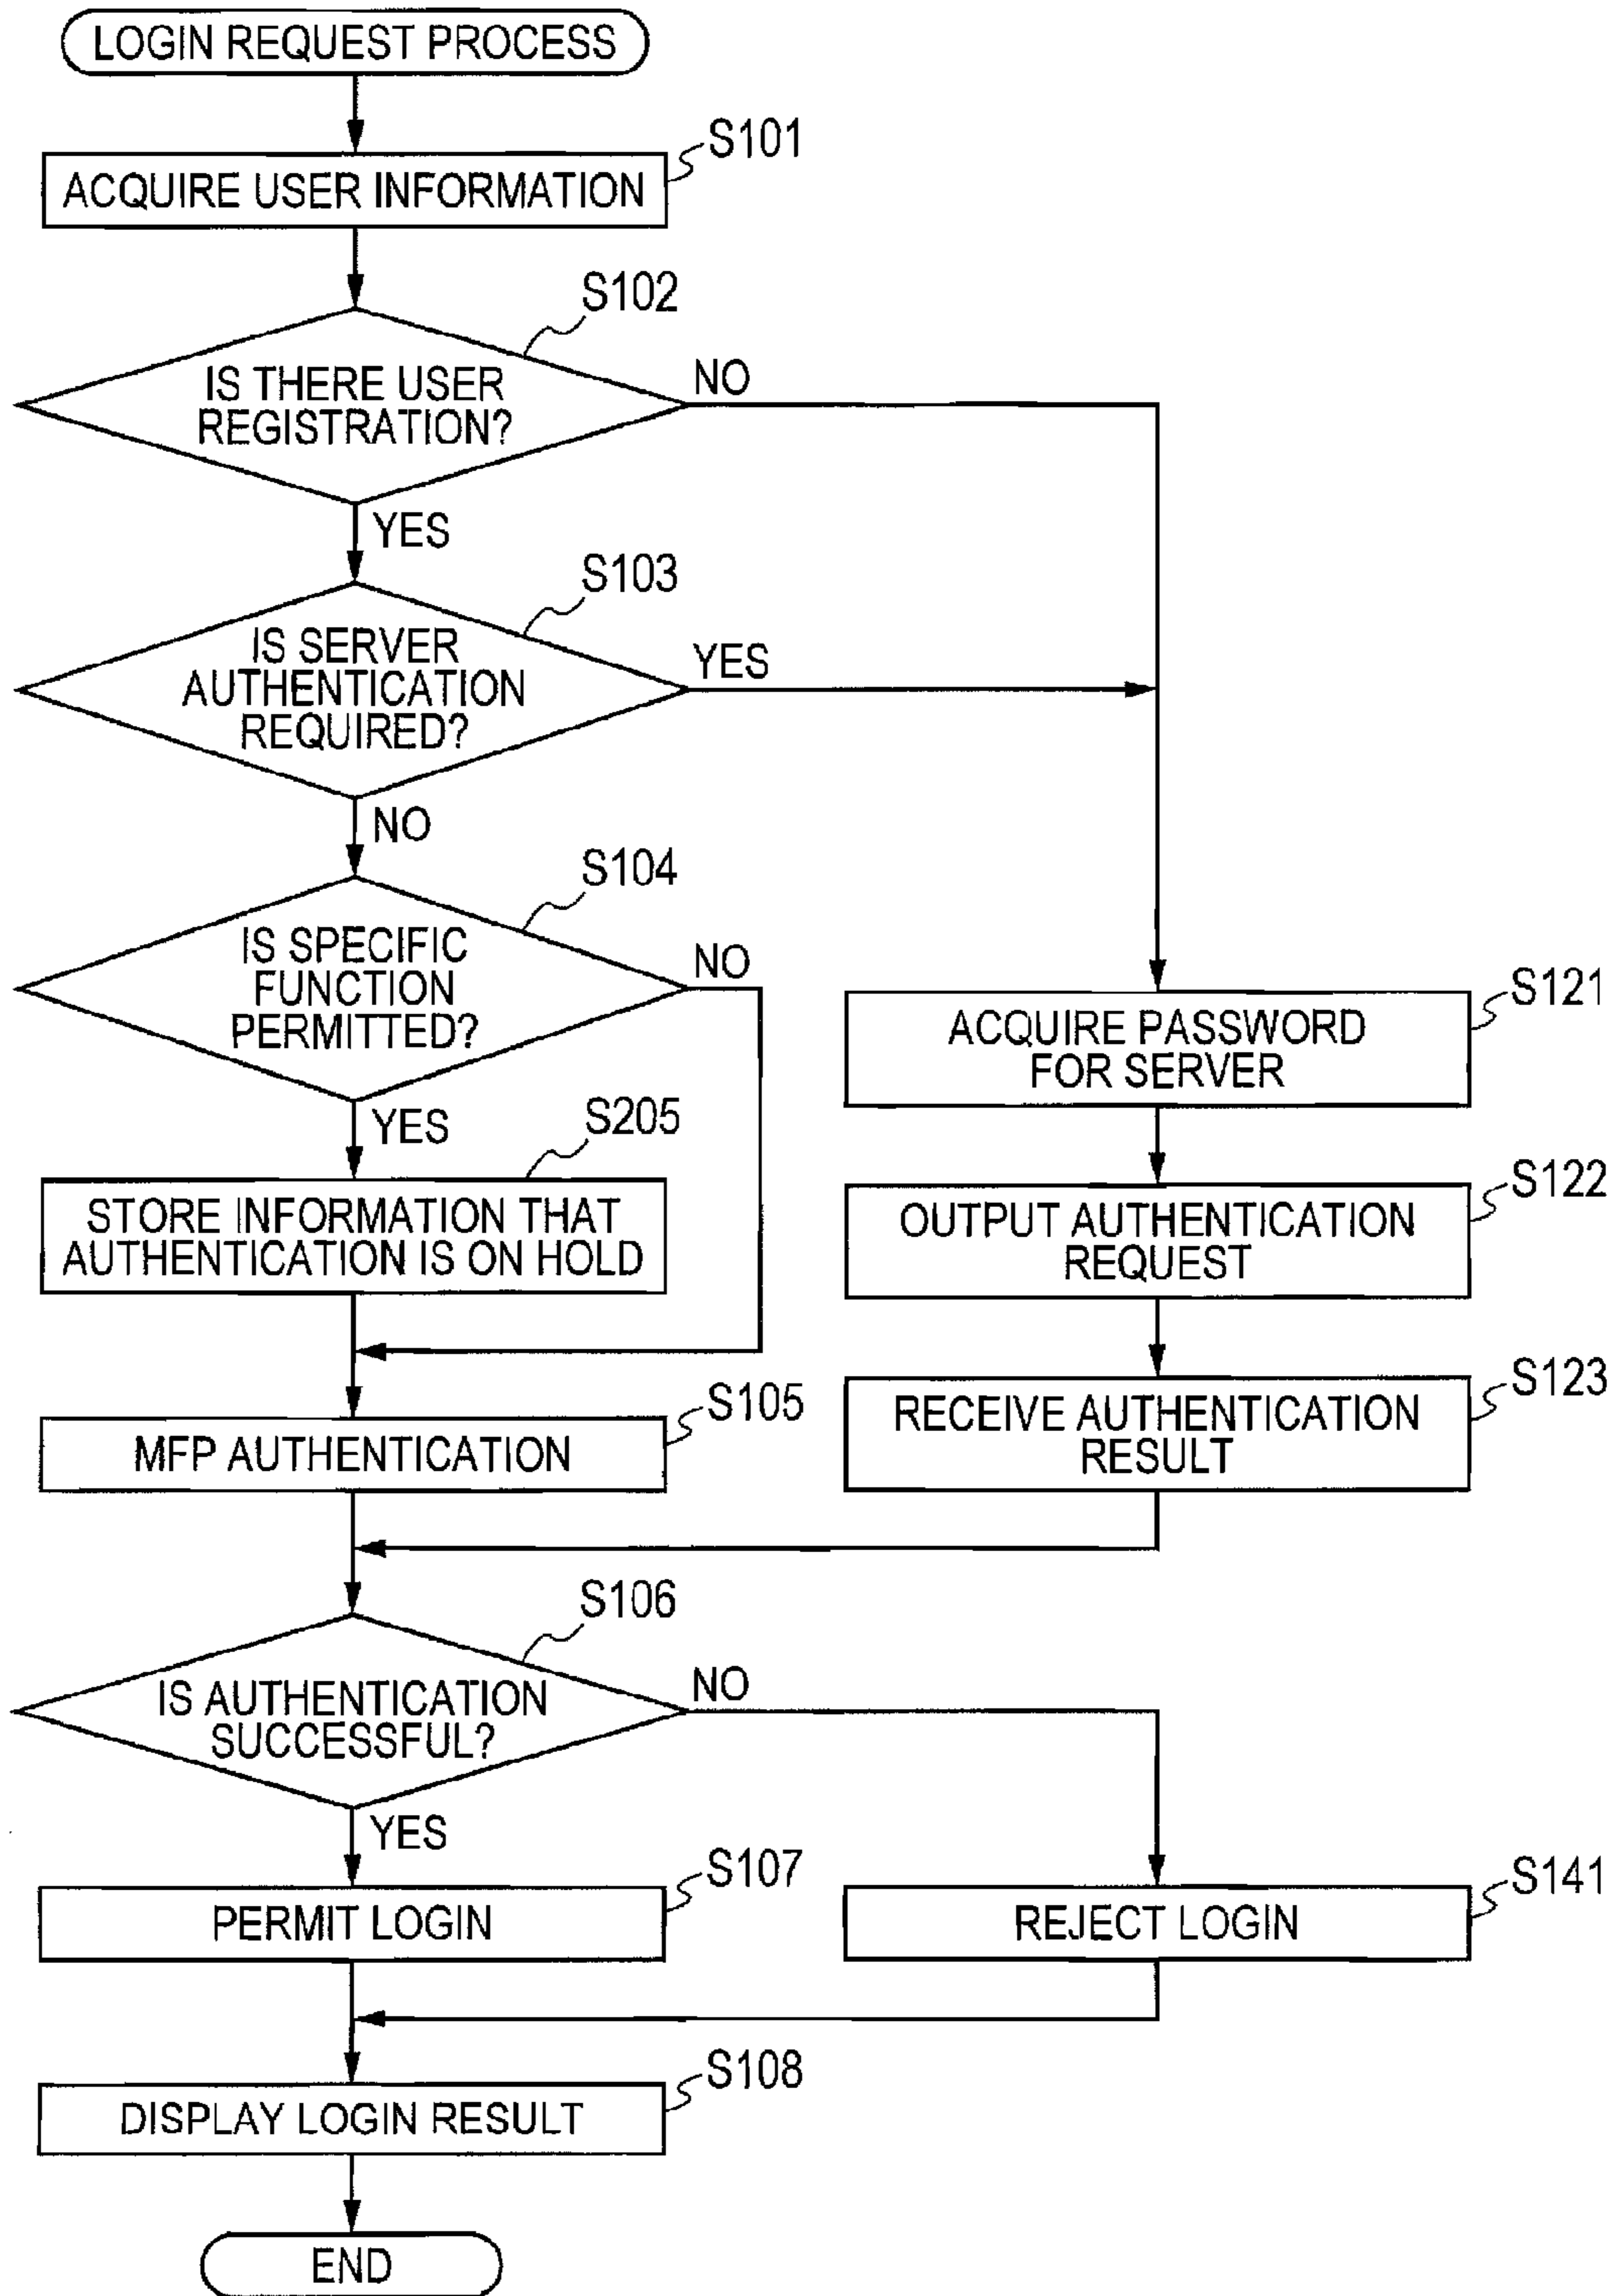 LOGIN REQUEST PROCESS
S101
ACQUIRE USER INFORMATION
S102
IS THERE USER
REGISTRATION?
NO
YES
S103
IS SERVER
AUTHENTICATION
REQUIRED?
YES
NO
S104
IS SPECIFIC
FUNCTION
PERMITTED?
NO
YES
S121
ACQUIRE PASSWORD
FOR SERVER
S205
STORE INFORMATION THAT
AUTHENTICATION IS ON HOLD
S122
OUTPUT AUTHENTICATION
REQUEST
S105
MFP AUTHENTICATION
S123
RECEIVE AUTHENTICATION
RESULT
S106
IS AUTHENTICATION
SUCCESSFUL?
NO
YES
S107
PERMIT LOGIN
S141
REJECT LOGIN
S108
DISPLAY LOGIN RESULT
END